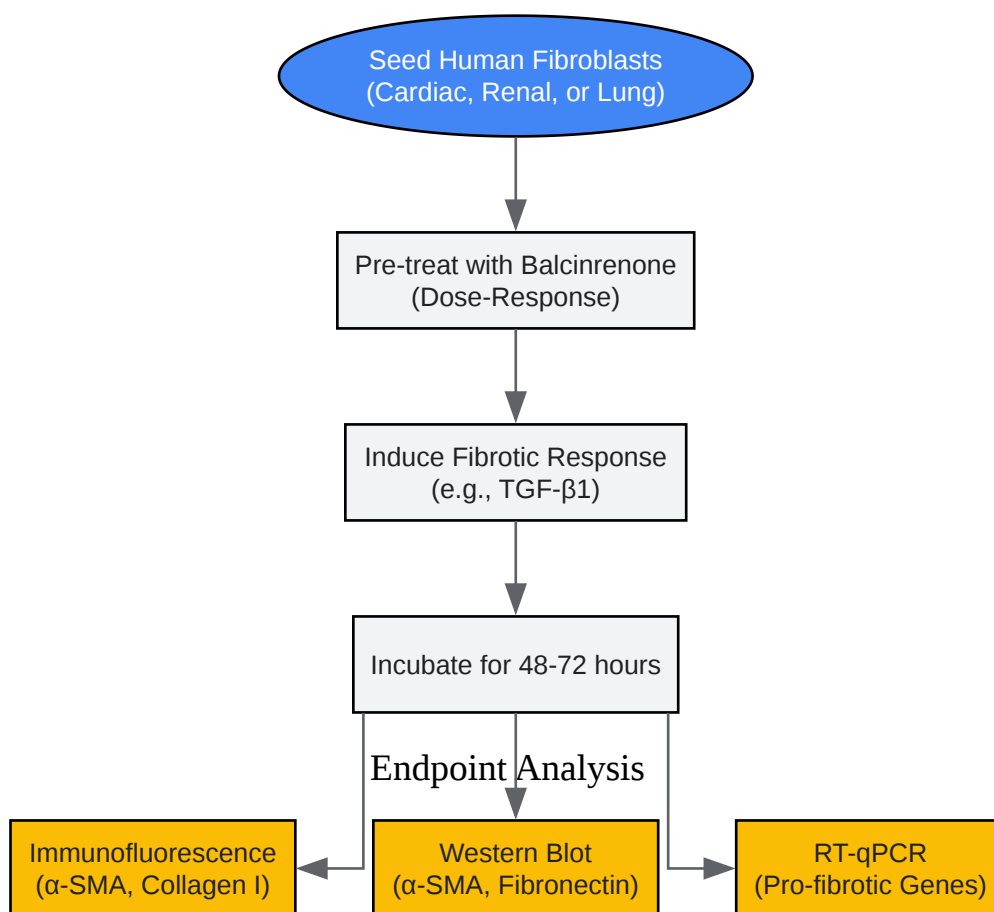 Seed Human Fibroblasts
(Cardiac, Renal, or Lung)
Pre-treat with Balcinrenone
(Dose-Response)
Induce Fibrotic Response
(e.g., TGF-β1)
Incubate for 48-72 hours
Endpoint Analysis
Immunofluorescence
(α-SMA, Collagen I)
Western Blot
(α-SMA, Fibronectin)
RT-qPCR
(Pro-fibrotic Genes)